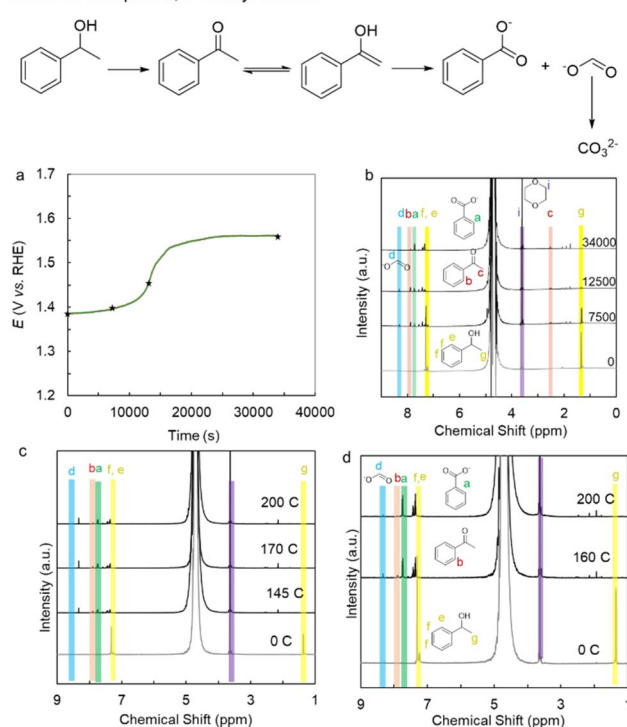 OH
O
OH
O-
O
+
-O
O
CO₃²⁻
a
1.7
1.6
1.5
1.4
1.3
1.2
E (V vs. RHE)
0
10000
20000
30000
40000
Time (s)
b
d
b
a
f, e
i
c
g
O
O-
a
O
O
i
-O
O
d
O
b
c
OH
f
e
f
g
34000
12500
7500
0
Intensity (a.u.)
8
6
4
2
0
Chemical Shift (ppm)
c
d
b
a
f, e
g
200 C
170 C
145 C
0 C
Intensity (a.u.)
9
7
5
3
1
Chemical Shift (ppm)
d
d
b
a
f, e
g
-O
O
O
O-
a
O
b
OH
f
e
f
g
200 C
160 C
0 C
Intensity (a.u.)
9
7
5
3
1
Chemical Shift (ppm)